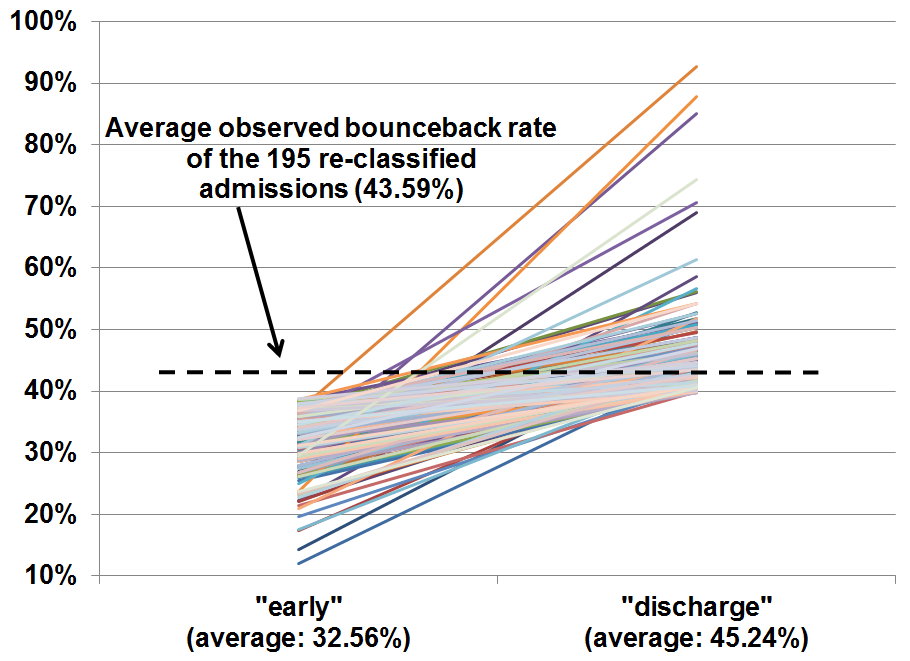 100%
90%
80%
70%
60%
50%
40%
30%
20%
10%
Average observed bounceback rate
of the 195 re-classified
admissions (43.59%)
"early"
(average: 32.56%)
"discharge"
(average: 45.24%)